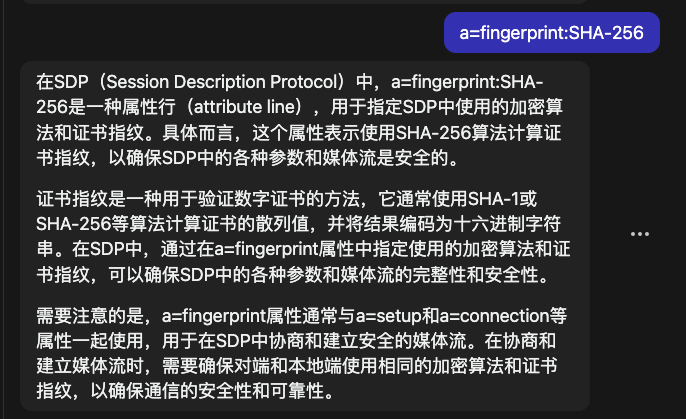 a=fingerprint:SHA-256
在SDP（Session Description Protocol）中，a=fingerprint:SHA-
256是一种属性行（attribute line），用于指定SDP中使用的加密算
法和证书指纹。具体而言，这个属性表示使用SHA-256算法计算证
书指纹，以确保SDP中的各种参数和媒体流是安全的。
证书指纹是一种用于验证数字证书的方法，它通常使用SHA-1或
SHA-256等算法计算证书的散列值，并将结果编码为十六进制字符
串。在SDP中，通过在a=fingerprint属性中指定使用的加密算法和证
书指纹，可以确保SDP中的各种参数和媒体流的完整性和安全性。
需要注意的是，a=fingerprint属性通常与a=setup和a=connection等
属性一起使用，用于在SDP中协商和建立安全的媒体流。在协商和
建立媒体流时，需要确保对端和本地端使用相同的加密算法和证书
指纹，以确保通信的安全性和可靠性。